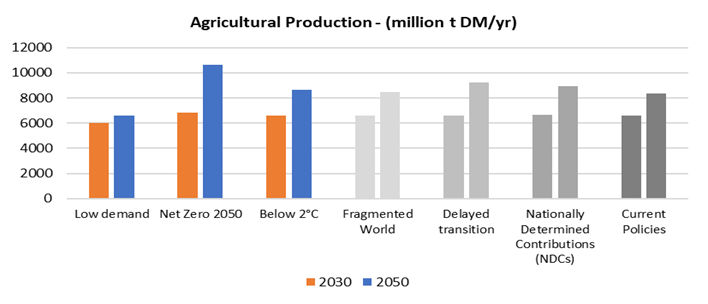 Agricultural Production - (million t DM/yr)
12000
10000
8000
6000
4000
2000
0
Low demand
Net Zero 2050
Below 2°C
Fragmented
World
Delayed
transition
Nationally
Determined
Contributions
(NDCs)
Current
Policies
2030
2050